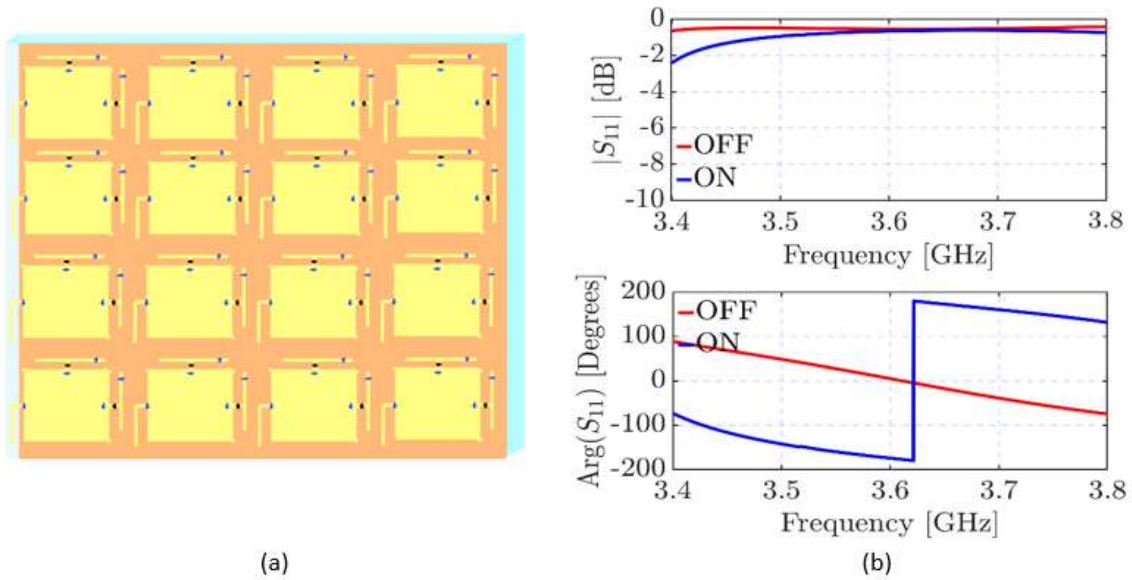 0
-2
-4
-6
-8
-10
|S11| [dB]
OFF
ON
3.4 3.5 3.6 3.7 3.8
Frequency [GHz]
200
100
0
-100
-200
Arg(S11) [Degrees]
OFF
ON
3.4 3.5 3.6 3.7 3.8
Frequency [GHz]
(a) (b)